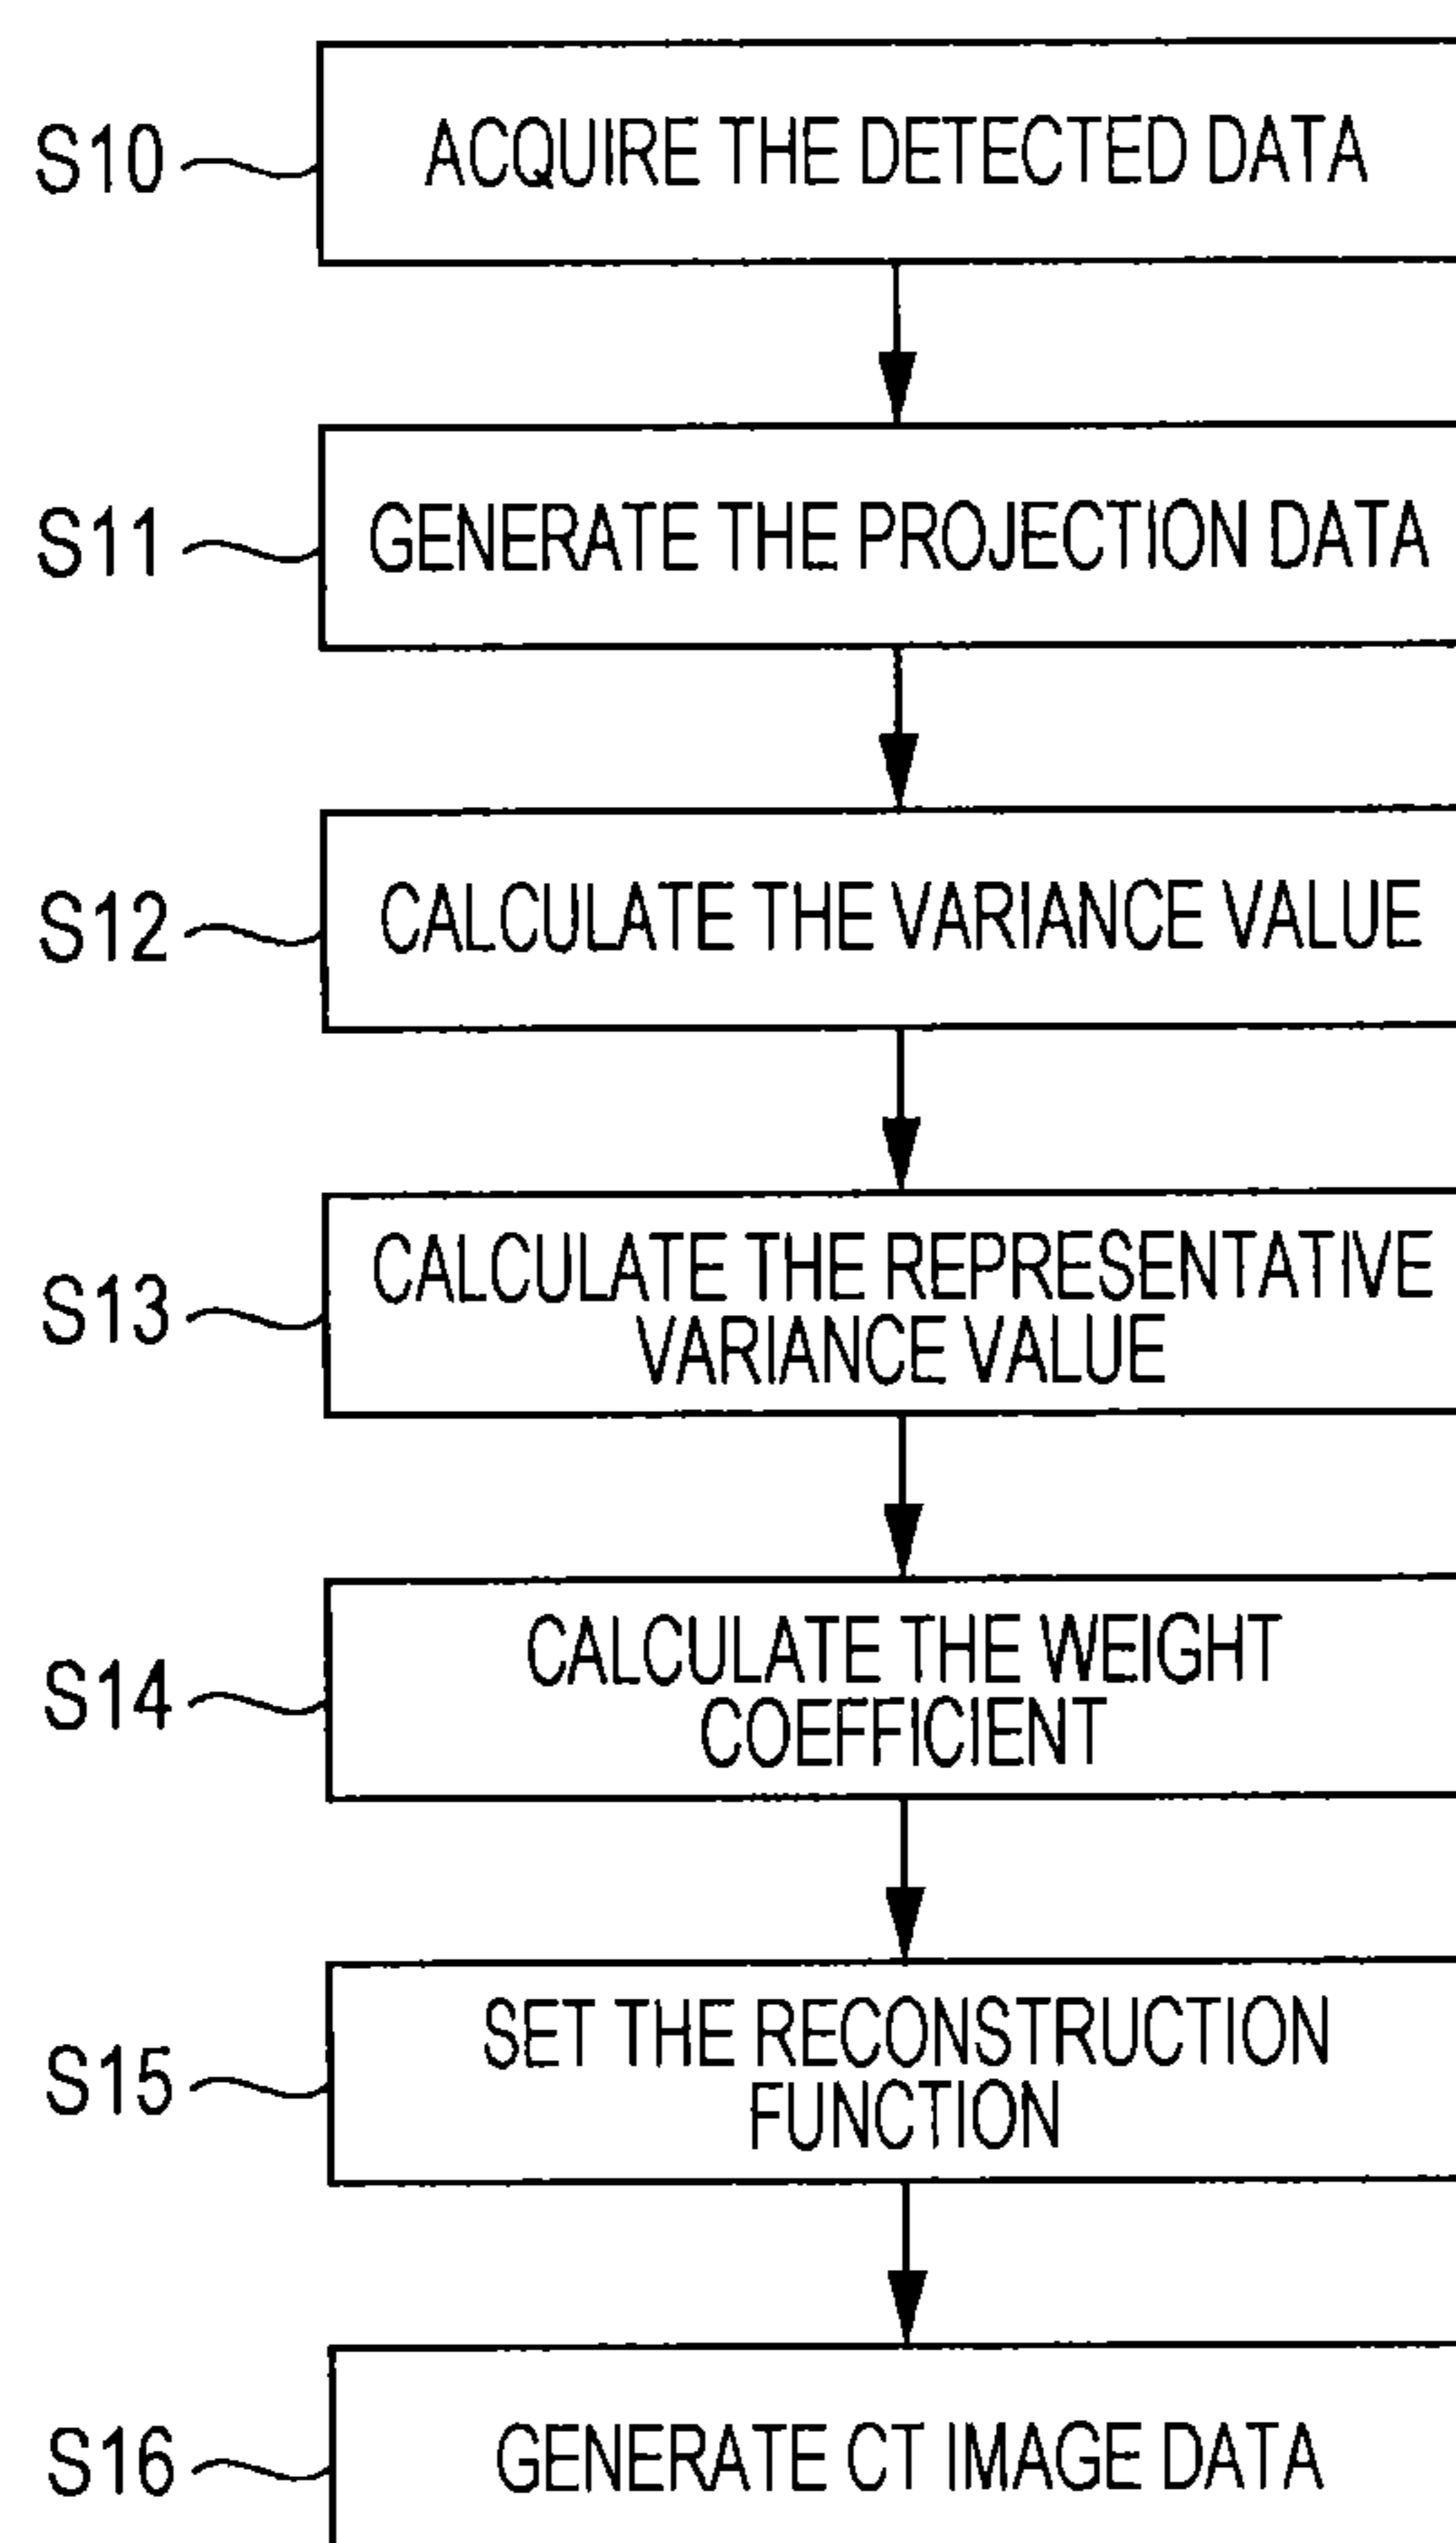 S10
ACQUIRE THE DETECTED DATA
S11
GENERATE THE PROJECTION DATA
S12
CALCULATE THE VARIANCE VALUE
S13
CALCULATE THE REPRESENTATIVE
VARIANCE VALUE
S14
CALCULATE THE WEIGHT
COEFFICIENT
S15
SET THE RECONSTRUCTION
FUNCTION
S16
GENERATE CT IMAGE DATA